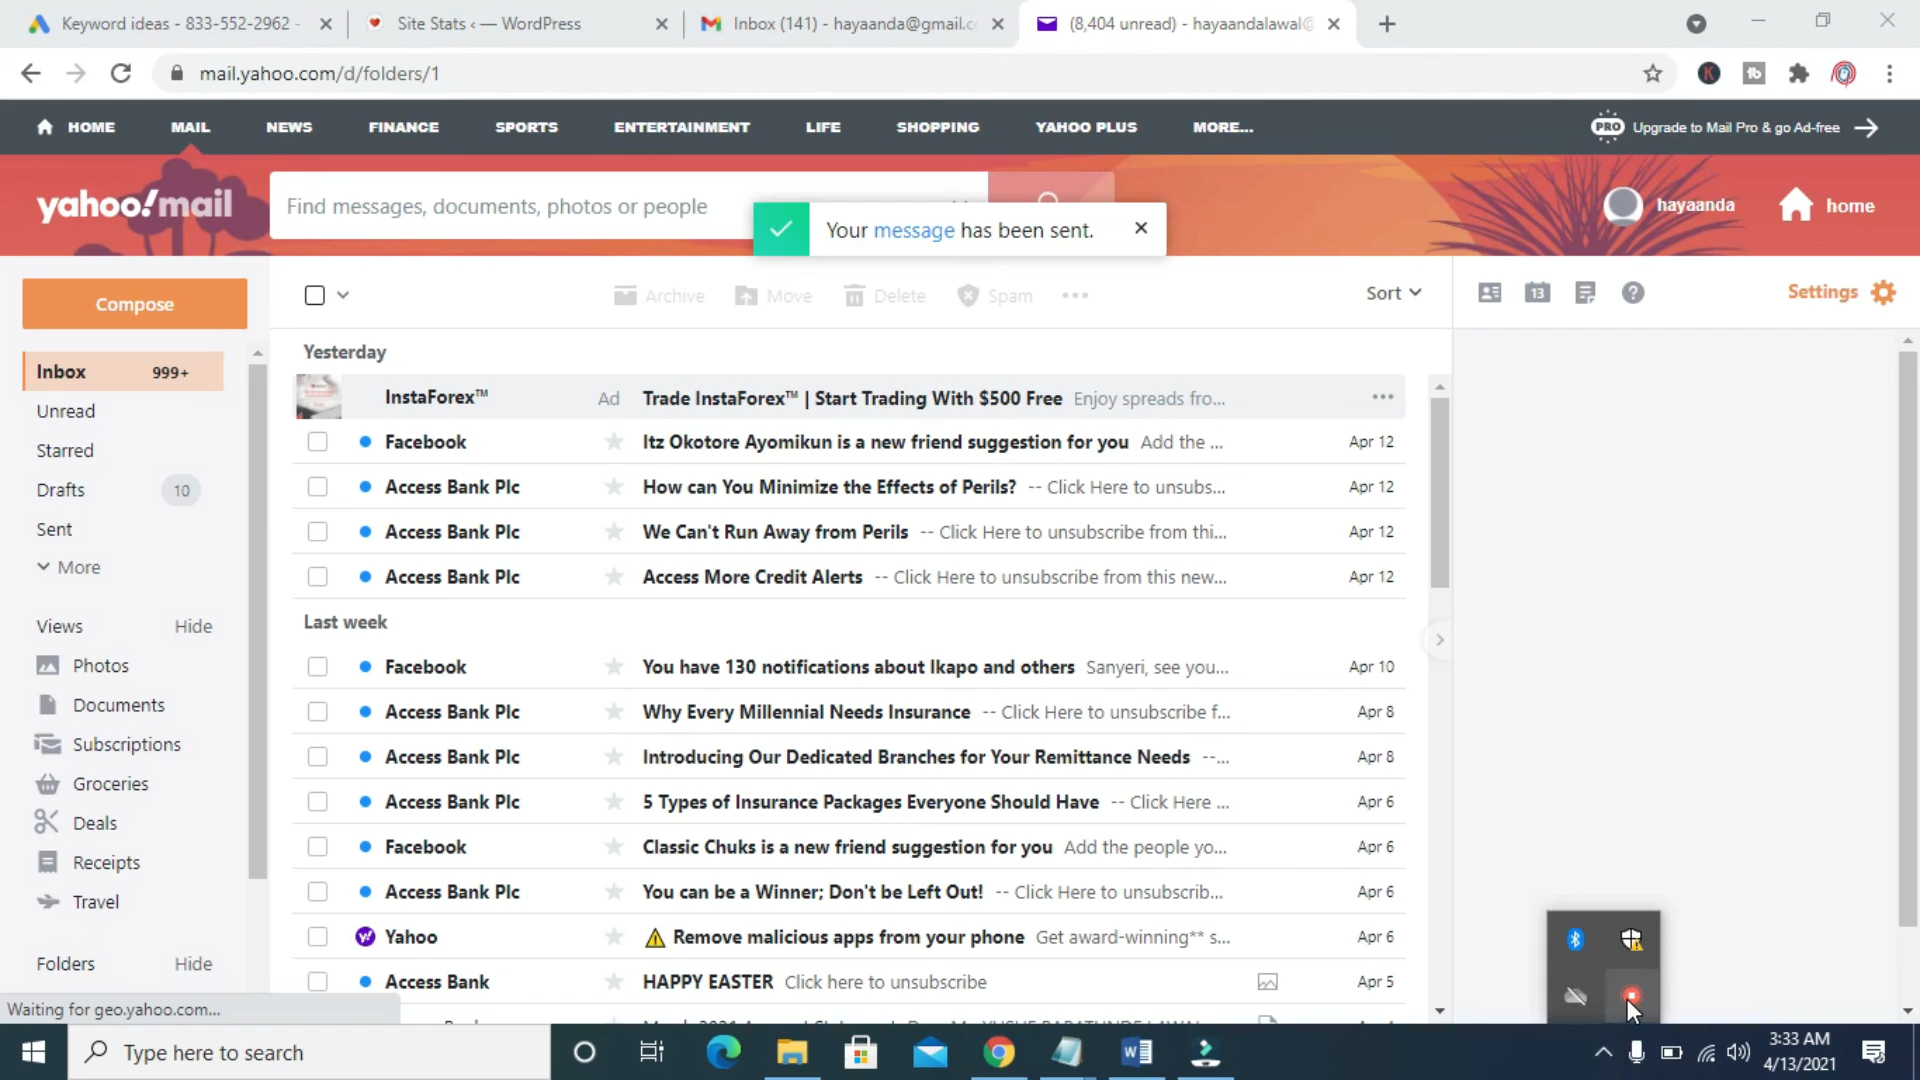 Keyword ideas - 833-552-2962 -
Site Stats ‹ — WordPress
Inbox (141) - hayaanda@gmail.c
(8,404 unread) - hayaandalawal@
mail.yahoo.com/d/folders/1
HOME MAIL NEWS FINANCE SPORTS ENTERTAINMENT LIFE SHOPPING YAHOO PLUS MORE...
PRO Upgrade to Mail Pro & go Ad-free
yahoo!mail
Find messages, documents, photos or people
hayaanda
home
Your message has been sent.
Compose
Archive Move Delete Spam
Sort
13
Settings
Inbox 999+
Unread
Starred
Drafts 10
Sent
More
Views Hide
Photos
Documents
Subscriptions
Groceries
Deals
Receipts
Travel
Folders Hide
Yesterday
InstaForex™ Ad Trade InstaForex™ | Start Trading With $500 Free Enjoy spreads fro...
Facebook Itz Okotore Ayomikun is a new friend suggestion for you Add the ... Apr 12
Access Bank Plc How can You Minimize the Effects of Perils? -- Click Here to unsubs... Apr 12
Access Bank Plc We Can't Run Away from Perils -- Click Here to unsubscribe from thi... Apr 12
Access Bank Plc Access More Credit Alerts -- Click Here to unsubscribe from this new... Apr 12
Last week
Facebook You have 130 notifications about Ikapo and others Sanyeri, see you... Apr 10
Access Bank Plc Why Every Millennial Needs Insurance -- Click Here to unsubscribe f... Apr 8
Access Bank Plc Introducing Our Dedicated Branches for Your Remittance Needs --... Apr 8
Access Bank Plc 5 Types of Insurance Packages Everyone Should Have -- Click Here ... Apr 6
Facebook Classic Chuks is a new friend suggestion for you Add the people yo... Apr 6
Access Bank Plc You can be a Winner; Don't be Left Out! -- Click Here to unsubscrib... Apr 6
Yahoo Remove malicious apps from your phone Get award-winning** s... Apr 6
Access Bank HAPPY EASTER Click here to unsubscribe Apr 5
Waiting for geo.yahoo.com...
Type here to search
3:33 AM
4/13/2021